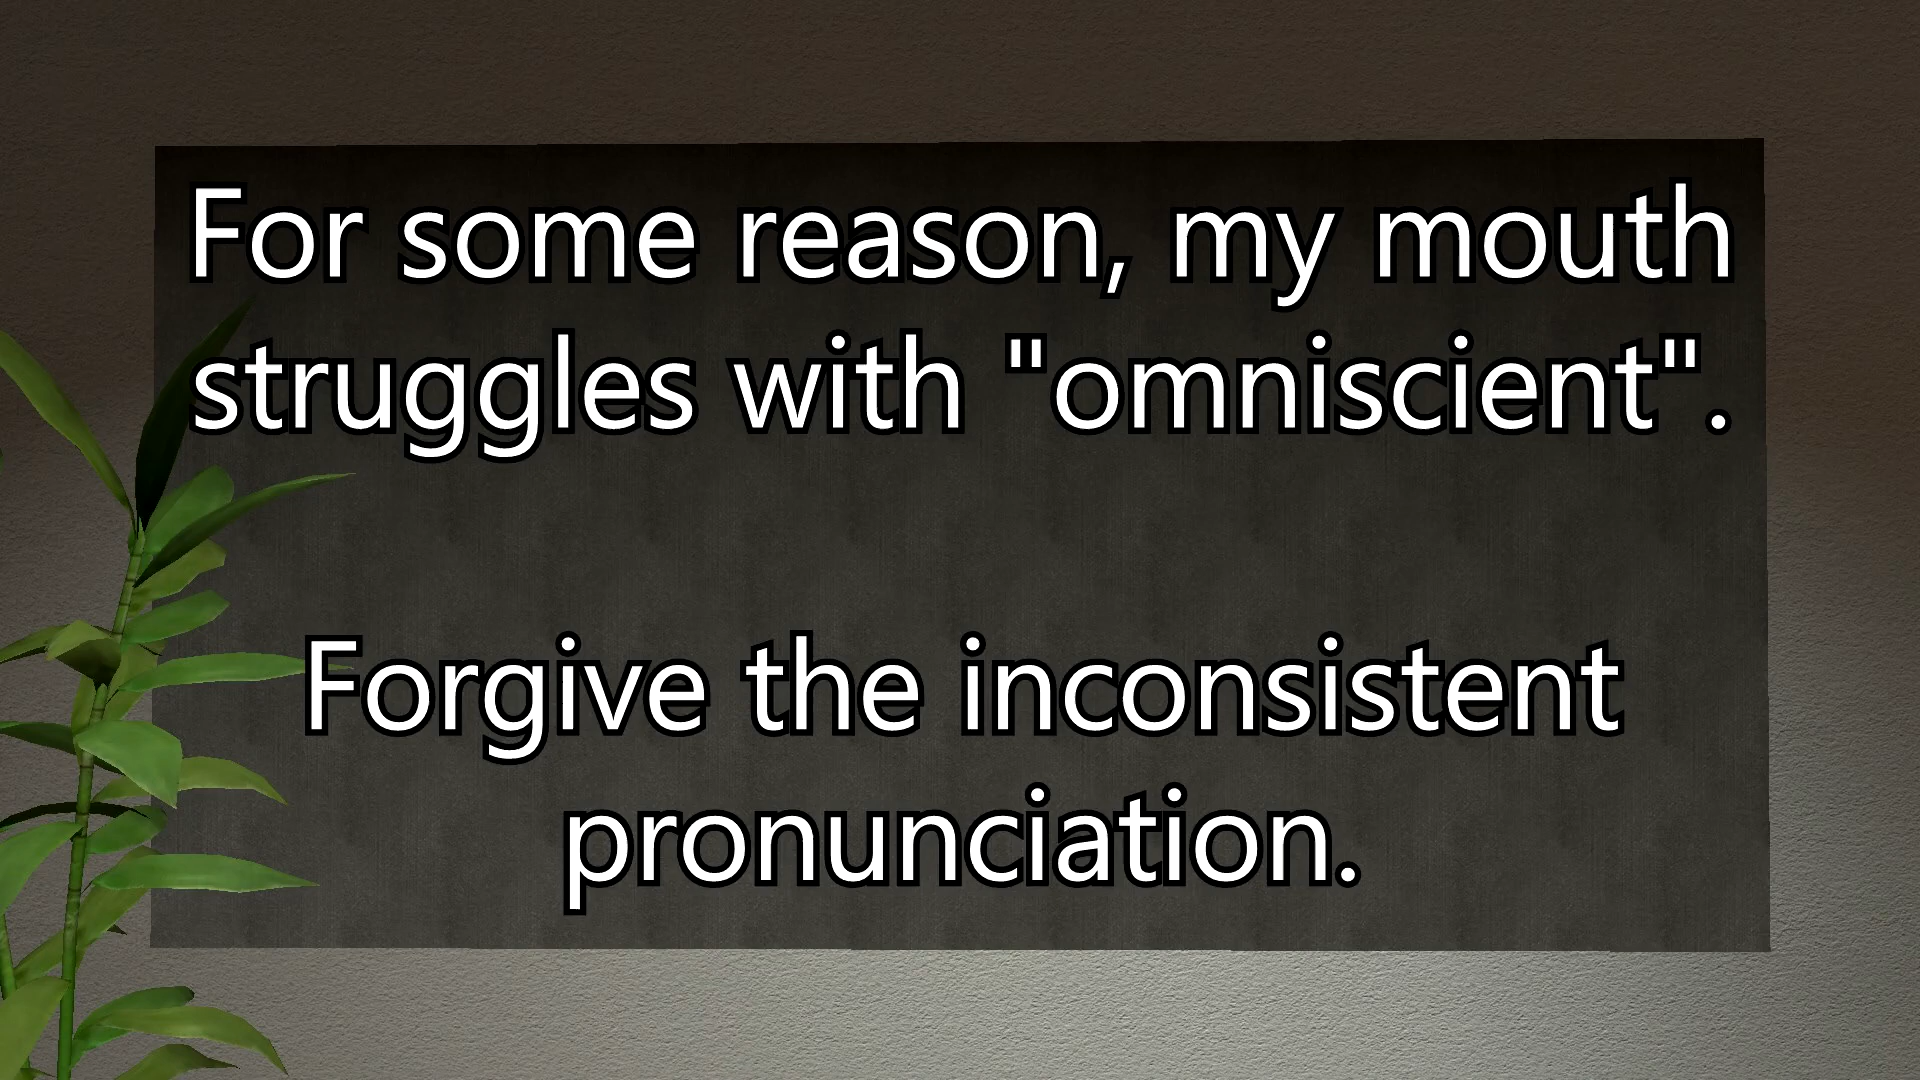 For some reason, my mouth
struggles with "omniscient".
Forgive the inconsistent
pronunciation.